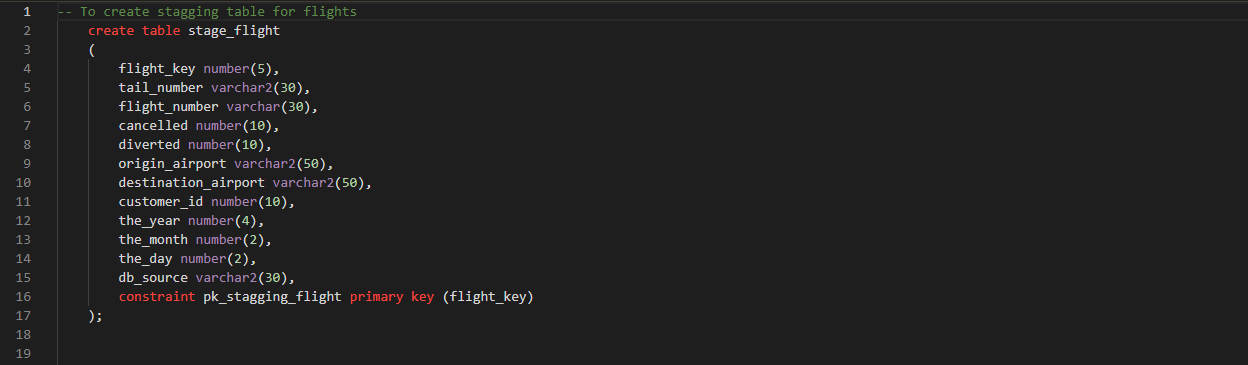 1 -- To create stagging table for flights
2 create table stage_flight
3 (
4 flight_key number(5),
5 tail_number varchar2(30),
6 flight_number varchar(30),
7 cancelled number(10),
8 diverted number(10),
9 origin_airport varchar2(50),
10 destination_airport varchar2(50),
11 customer_id number(10),
12 the_year number(4),
13 the_month number(2),
14 the_day number(2),
15 db_source varchar2(30),
16 constraint pk_stagging_flight primary key (flight_key)
17 );
18
19